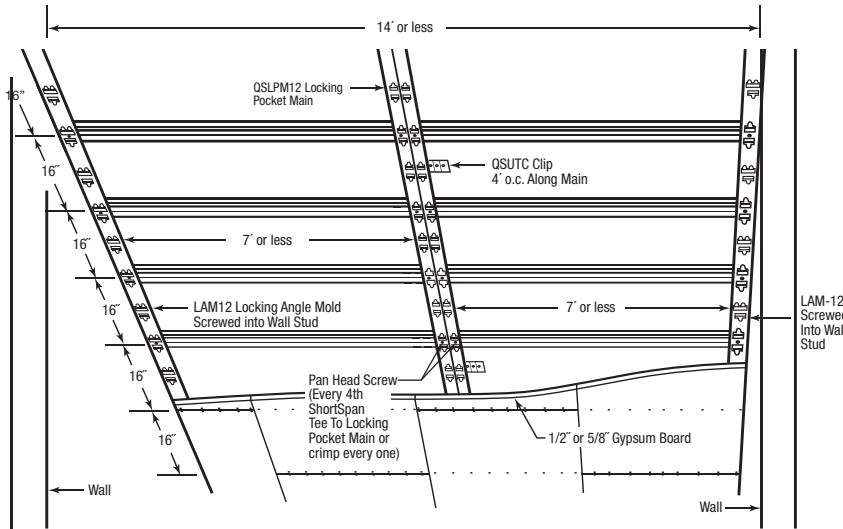 14′ or less
QSLPM12 Locking
Pocket Main
16″
QSUTC Clip
4′ o.c. Along Main
16″
7′ or less
16″
LAM12 Locking Angle Mold
Screwed into Wall Stud
7′ or less
16″
LAM-12
Screwed
Into Wal
Stud
16″
Pan Head Screw
(Every 4th
ShortSpan
Tee To Locking
Pocket Main or
crimp every one)
1/2″ or 5/8″ Gypsum Board
16″
Wall
Wall